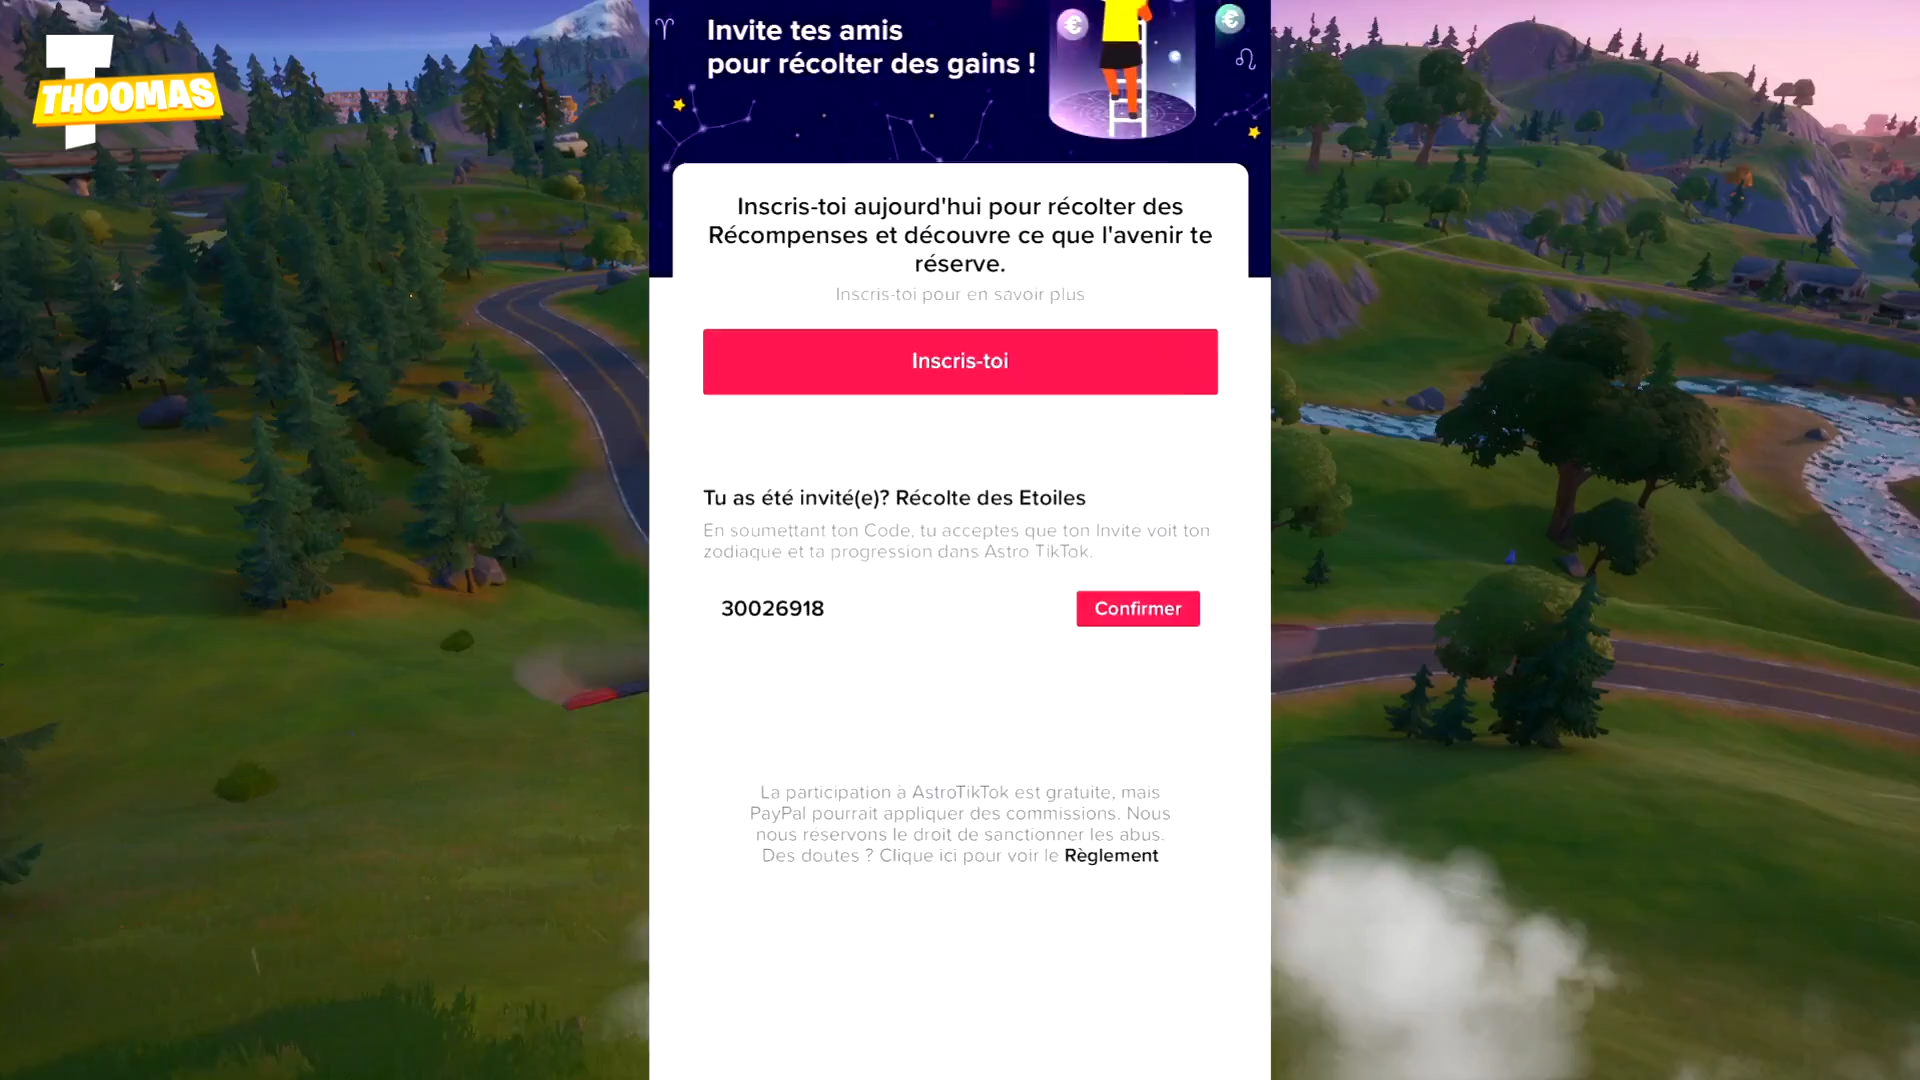 T
THOOMAS
Invite tes amis
pour récolter des gains !
Inscris-toi aujourd'hui pour récolter des
Récompenses et découvre ce que l'avenir te
réserve.
Inscris-toi pour en savoir plus
Inscris-toi
Tu as été invité(e)? Récolte des Etoiles
En soumettant ton Code, tu acceptes que ton Invite voit ton
zodiaque et ta progression dans Astro TikTok.
30026918
Confirmer
La participation à AstroTikTok est gratuite, mais
PayPal pourrait appliquer des commissions. Nous
nous réservons le droit de sanctionner les abus.
Des doutes ? Clique ici pour voir le Règlement